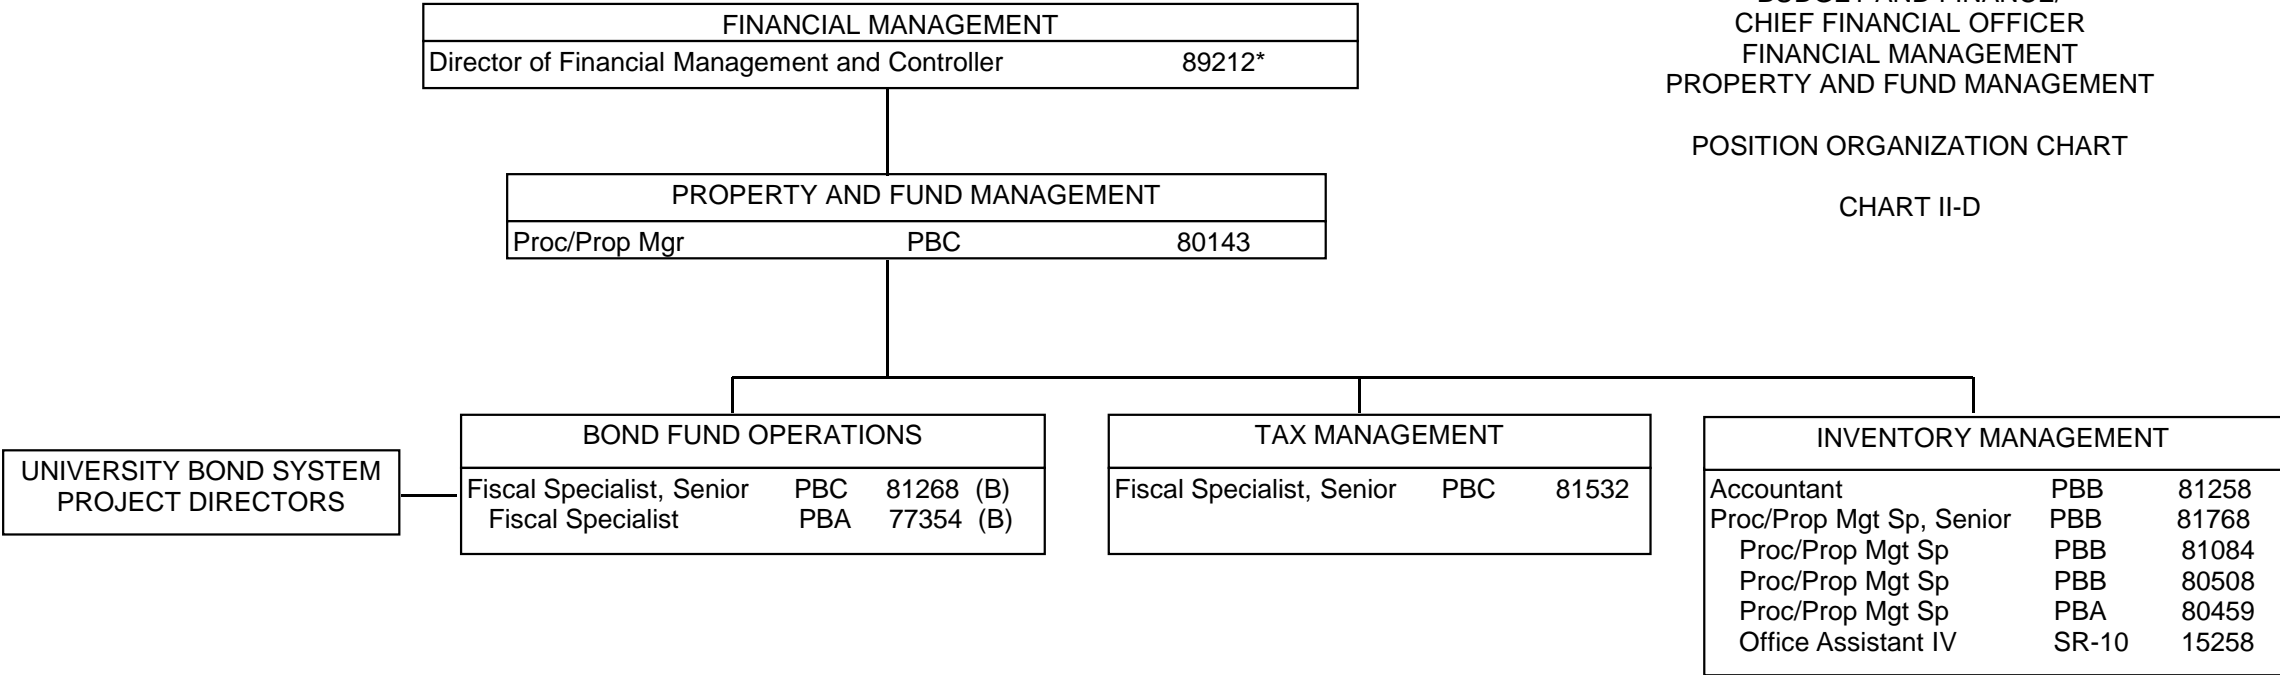 BUDGET AND FINANCE/
CHIEF FINANCIAL OFFICER
FINANCIAL MANAGEMENT
PROPERTY AND FUND MANAGEMENT
POSITION ORGANIZATION CHART
CHART II-D
FINANCIAL MANAGEMENT
Director of Financial Management and Controller 89212*
PROPERTY AND FUND MANAGEMENT
Proc/Prop Mgr PBC 80143
UNIVERSITY BOND SYSTEM
PROJECT DIRECTORS
BOND FUND OPERATIONS
Fiscal Specialist, Senior PBC 81268 (B)
Fiscal Specialist PBA 77354 (B)
TAX MANAGEMENT
Fiscal Specialist, Senior PBC 81532
INVENTORY MANAGEMENT
Accountant PBB 81258
Proc/Prop Mgt Sp, Senior PBB 81768
Proc/Prop Mgt Sp PBB 81084
Proc/Prop Mgt Sp PBB 80508
Proc/Prop Mgt Sp PBA 80459
Office Assistant IV SR-10 15258